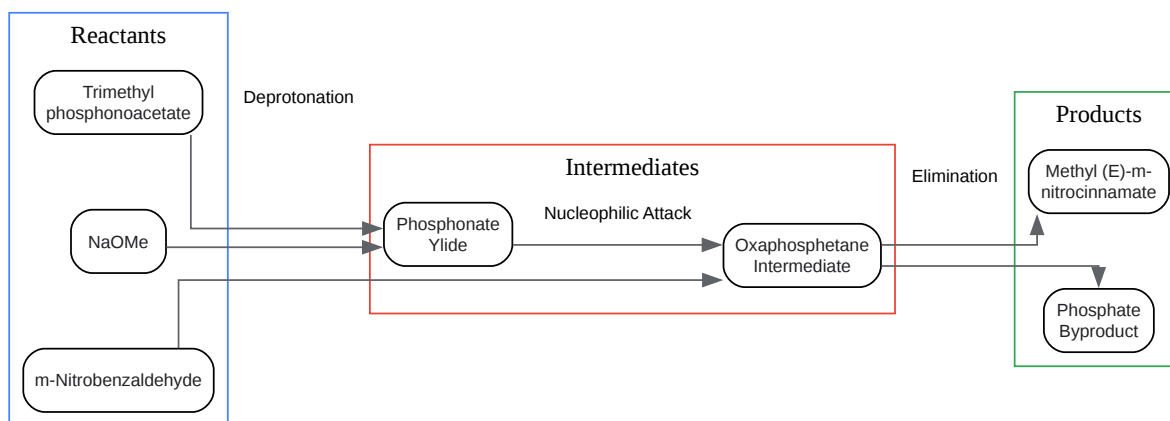 Reactants
Trimethyl
phosphonoacetate
Deprotonation
NaOMe
m-Nitrobenzaldehyde
Intermediates
Phosphonate
Ylide
Nucleophilic Attack
Oxaphosphetane
Intermediate
Elimination
Products
Methyl (E)-m-
nitrocinnamate
Phosphate
Byproduct